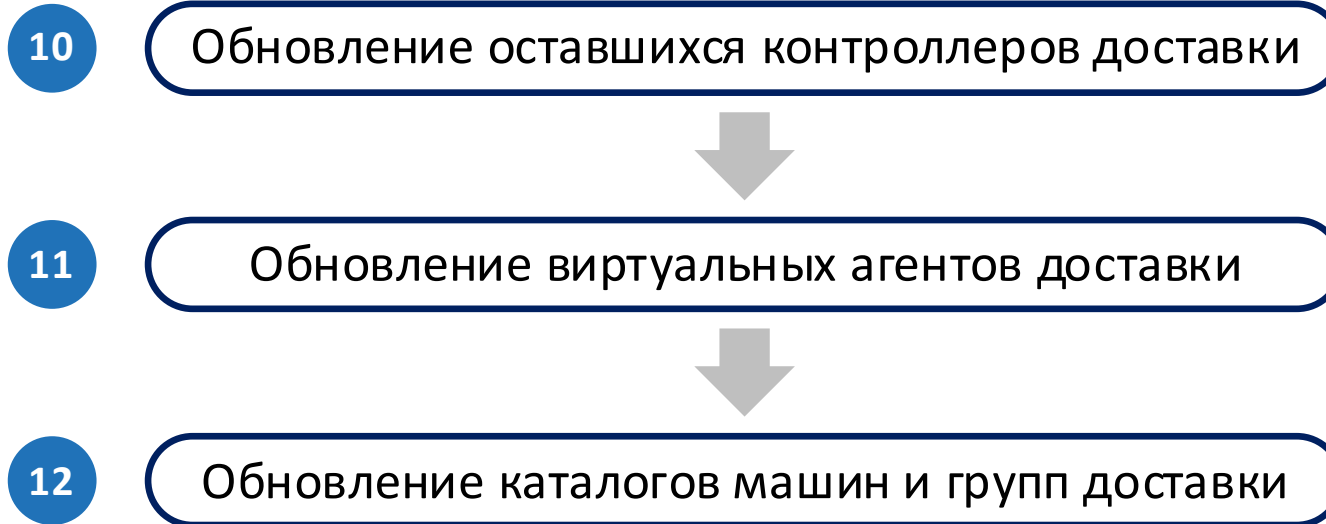 10 Обновление оставшихся контроллеров доставки
11 Обновление виртуальных агентов доставки
12 Обновление каталогов машин и групп доставки